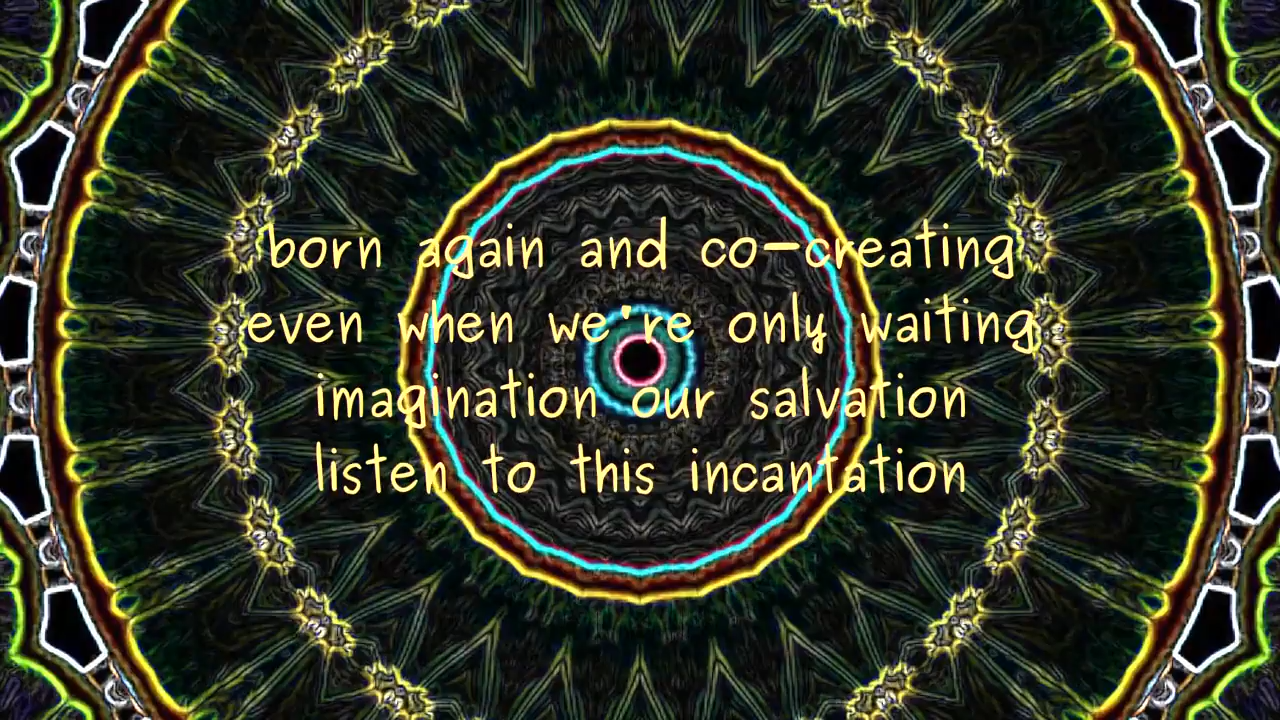 born again and co-creating
even when we're only waiting
imagination our salvation
listen to this incantation